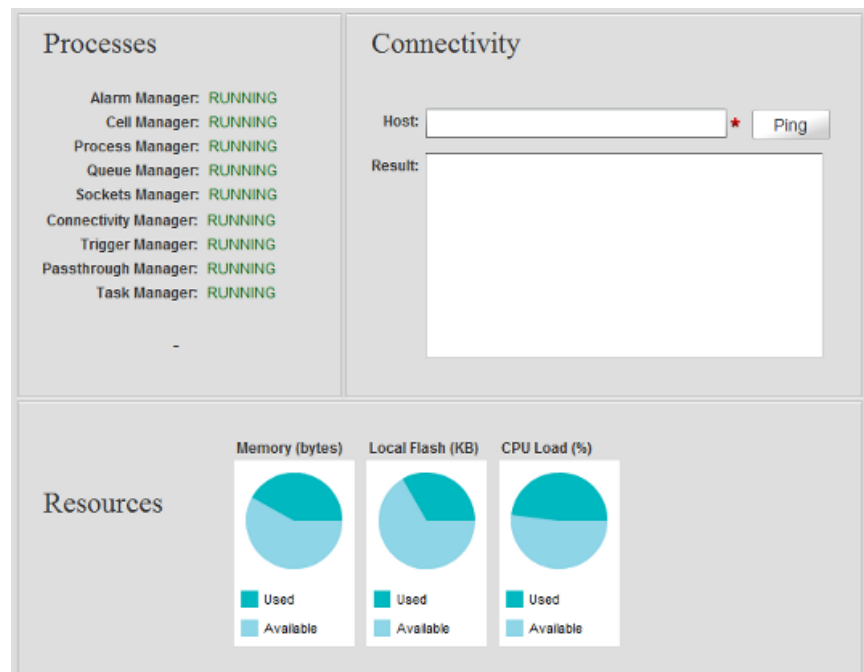 Processes
Alarm Manager: RUNNING
Cell Manager: RUNNING
Process Manager: RUNNING
Queue Manager: RUNNING
Sockets Manager: RUNNING
Connectivity Manager: RUNNING
Trigger Manager: RUNNING
Passthrough Manager: RUNNING
Task Manager: RUNNING
-
Connectivity
Host: * Ping
Result:
Resources
Memory (bytes)
Used
Available
Local Flash (KB)
Used
Available
CPU Load (%)
Used
Available